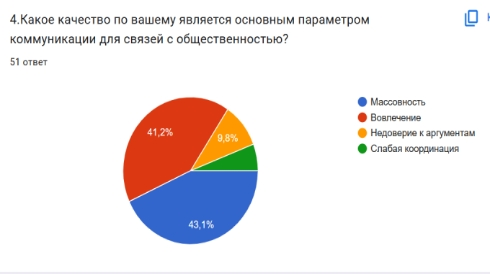 4.Какое качество по вашему является основным параметром
коммуникации для связей с общественностью?
51 ответ
Массовность
Вовлечение
Недоверие к аргументам
Слабая координация
41,2%
9,8%
43,1%